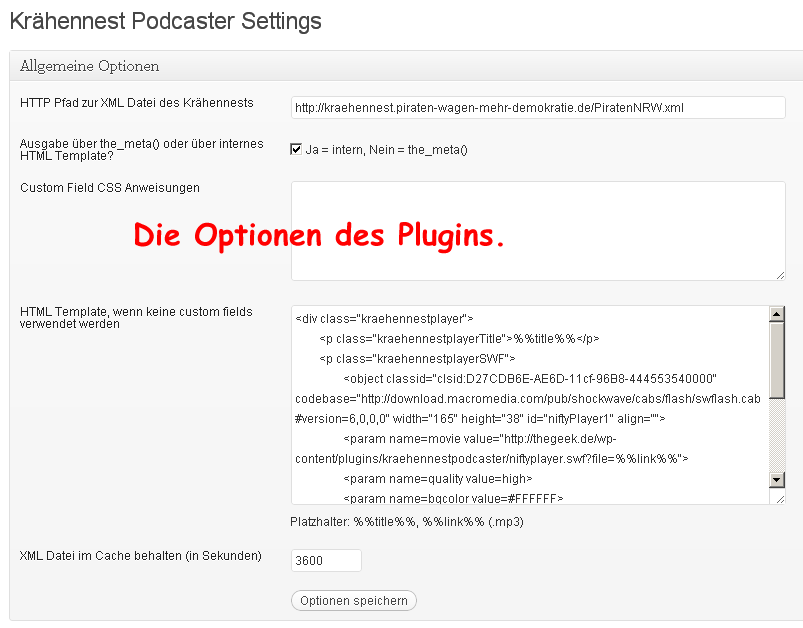 Krähennest Podcaster Settings
Allgemeine Optionen
HTTP Pfad zur XML Datei des Krähennests
http://kraehennest.piraten-wagen-mehr-demokratie.de/PiratenNRW.xml
Ausgabe über the_meta() oder über internes
HTML Template?
Ja = intern, Nein = the_meta()
Custom Field CSS Anweisungen
Die Optionen des Plugins.
HTML Template, wenn keine custom fields
verwendet werden
<div class="kraehennestplayer">
<p class="kraehennestplayerTitle">%%title%%</p>
<p class="kraehennestplayerSWF">
<object classid="clsid:D27CDB6E-AE6D-11cf-96B8-444553540000"
codebase="http://download.macromedia.com/pub/shockwave/cabs/flash/swflash.cab
#version=6,0,0,0" width="165" height="38" id="niftyPlayer1" align="">
<param name=movie value="http://thegeek.de/wp-
content/plugins/kraehennestpodcaster/niftyplayer.swf?file=%%link%%">
<param name=quality value=high>
<param name=bgcolor value=#FFFFFF>
Platzhalter: %%title%%, %%link%% (.mp3)
XML Datei im Cache behalten (in Sekunden)
3600
Optionen speichern